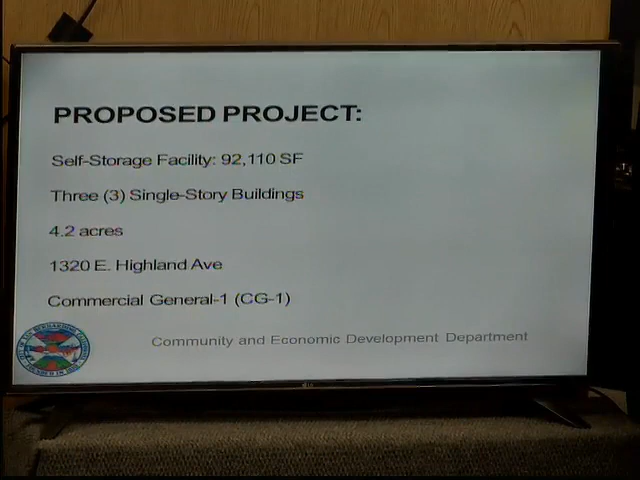 PROPOSED PROJECT:
Self-Storage Facility: 92,110 SF
Three (3) Single-Story Buildings
4.2 acres
1320 E. Highland Ave
Commercial General-1 (CG-1)
Community and Economic Development Department
LG